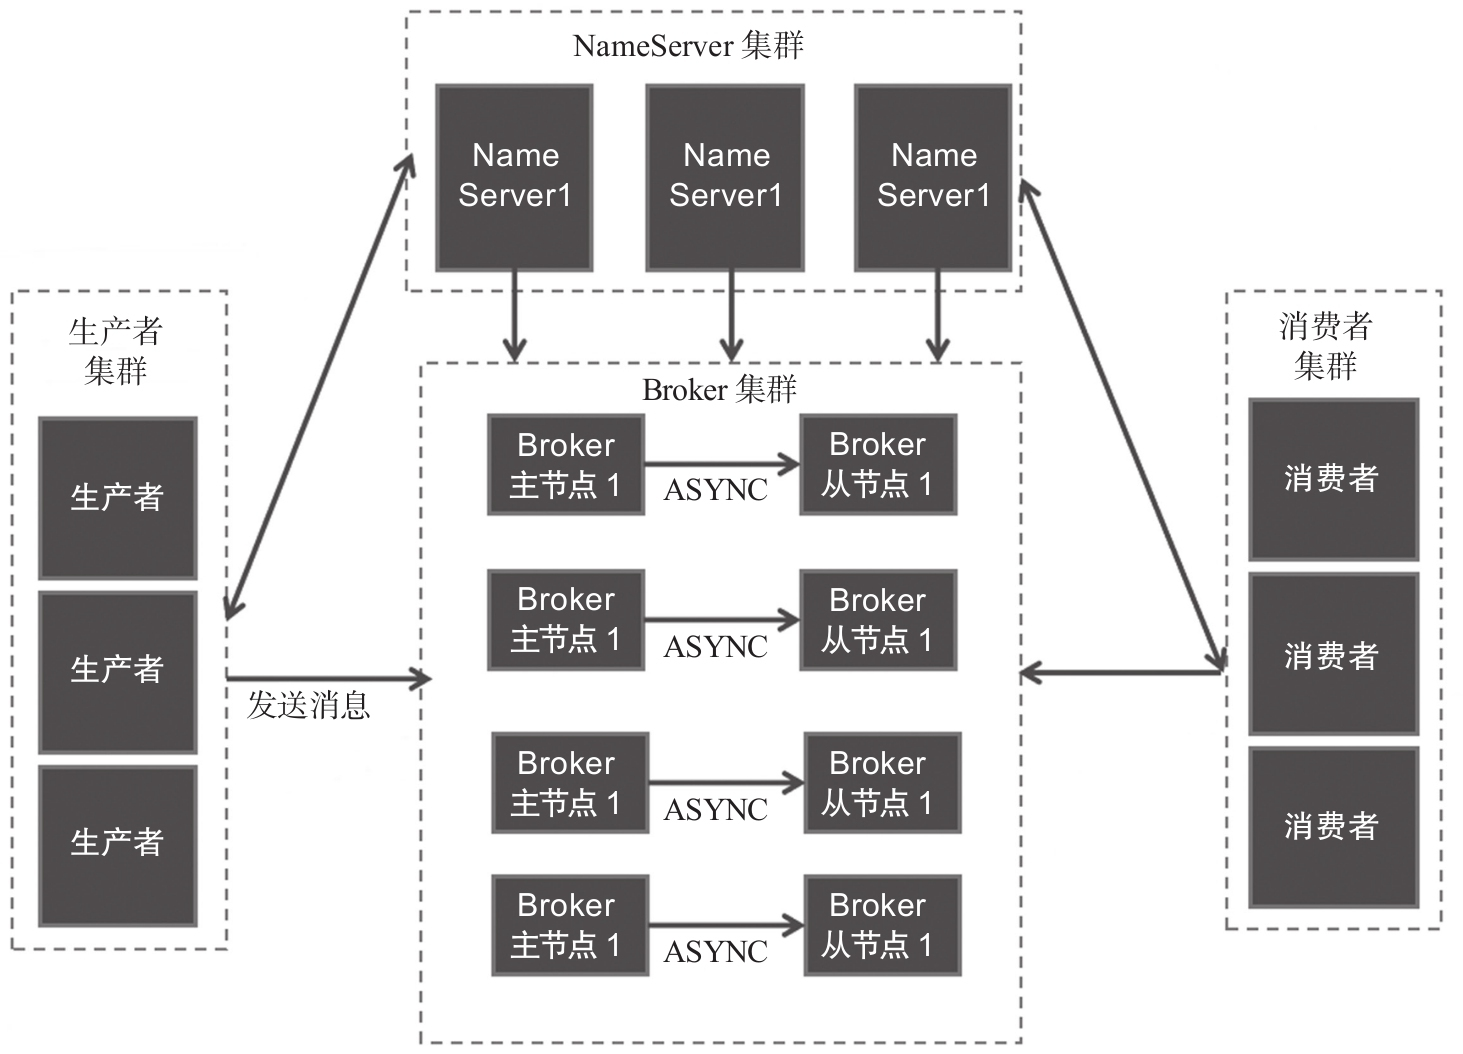 NameServer 集群
Name
Server1
Name
Server1
Name
Server1
生产者
集群
生产者
生产者
生产者
发送消息
Broker 集群
Broker
主节点 1
ASYNC
Broker
从节点 1
Broker
主节点 1
ASYNC
Broker
从节点 1
Broker
主节点 1
ASYNC
Broker
从节点 1
Broker
主节点 1
ASYNC
Broker
从节点 1
消费者
集群
消费者
消费者
消费者